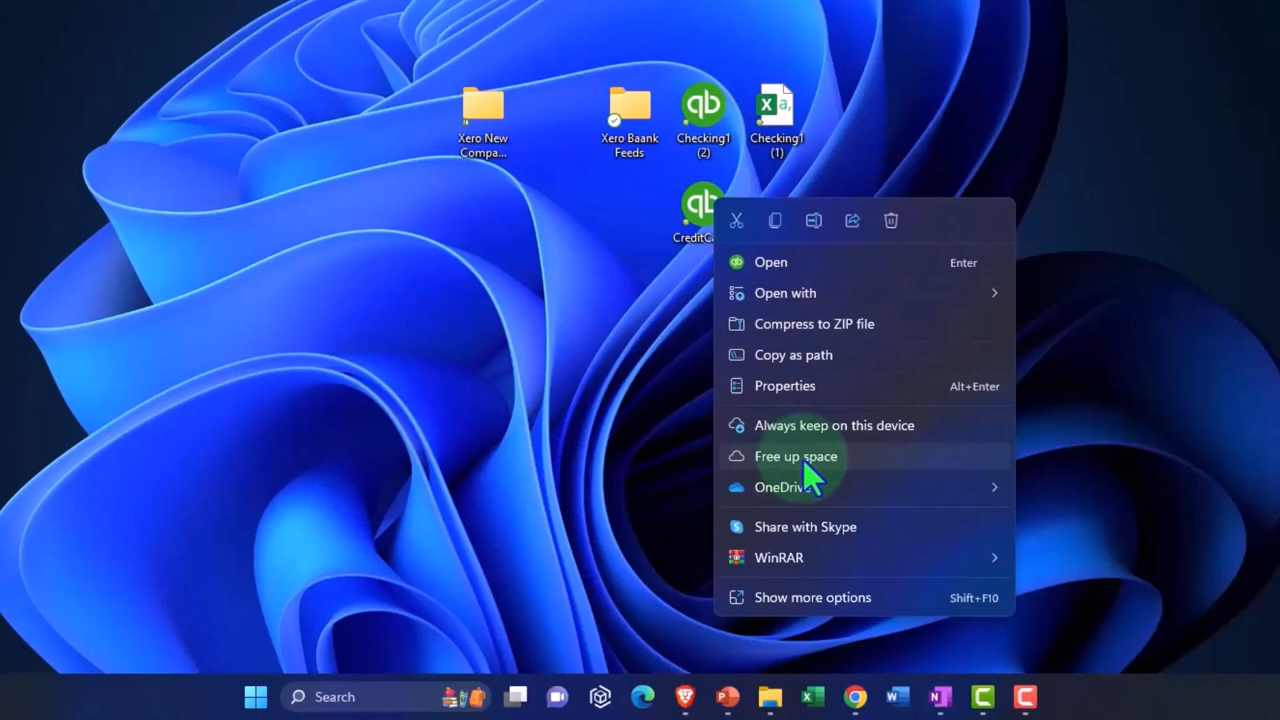 Xero New
Compa...
Xero Baank
Feeds
qb
Checking1
(2)
X a,
Checking1
(1)
qb
Open Enter
Open with
Compress to ZIP file
Copy as path
Properties Alt+Enter
Always keep on this device
Free up space
Share with Skype
WinRAR
Show more options Shift+F10
Search